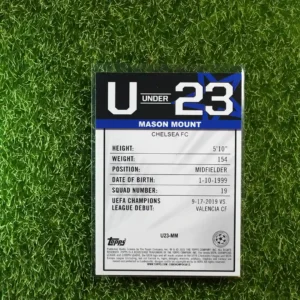 U UNDER 23
MASON MOUNT
CHELSEA FC
HEIGHT: 5'10"
WEIGHT: 154
POSITION: MIDFIELDER
DATE OF BIRTH: 1-10-1999
SQUAD NUMBER: 19
UEFA CHAMPIONS 9-17-2019 VS
LEAGUE DEBUT: VALENCIA CF
U23-MM
Topps